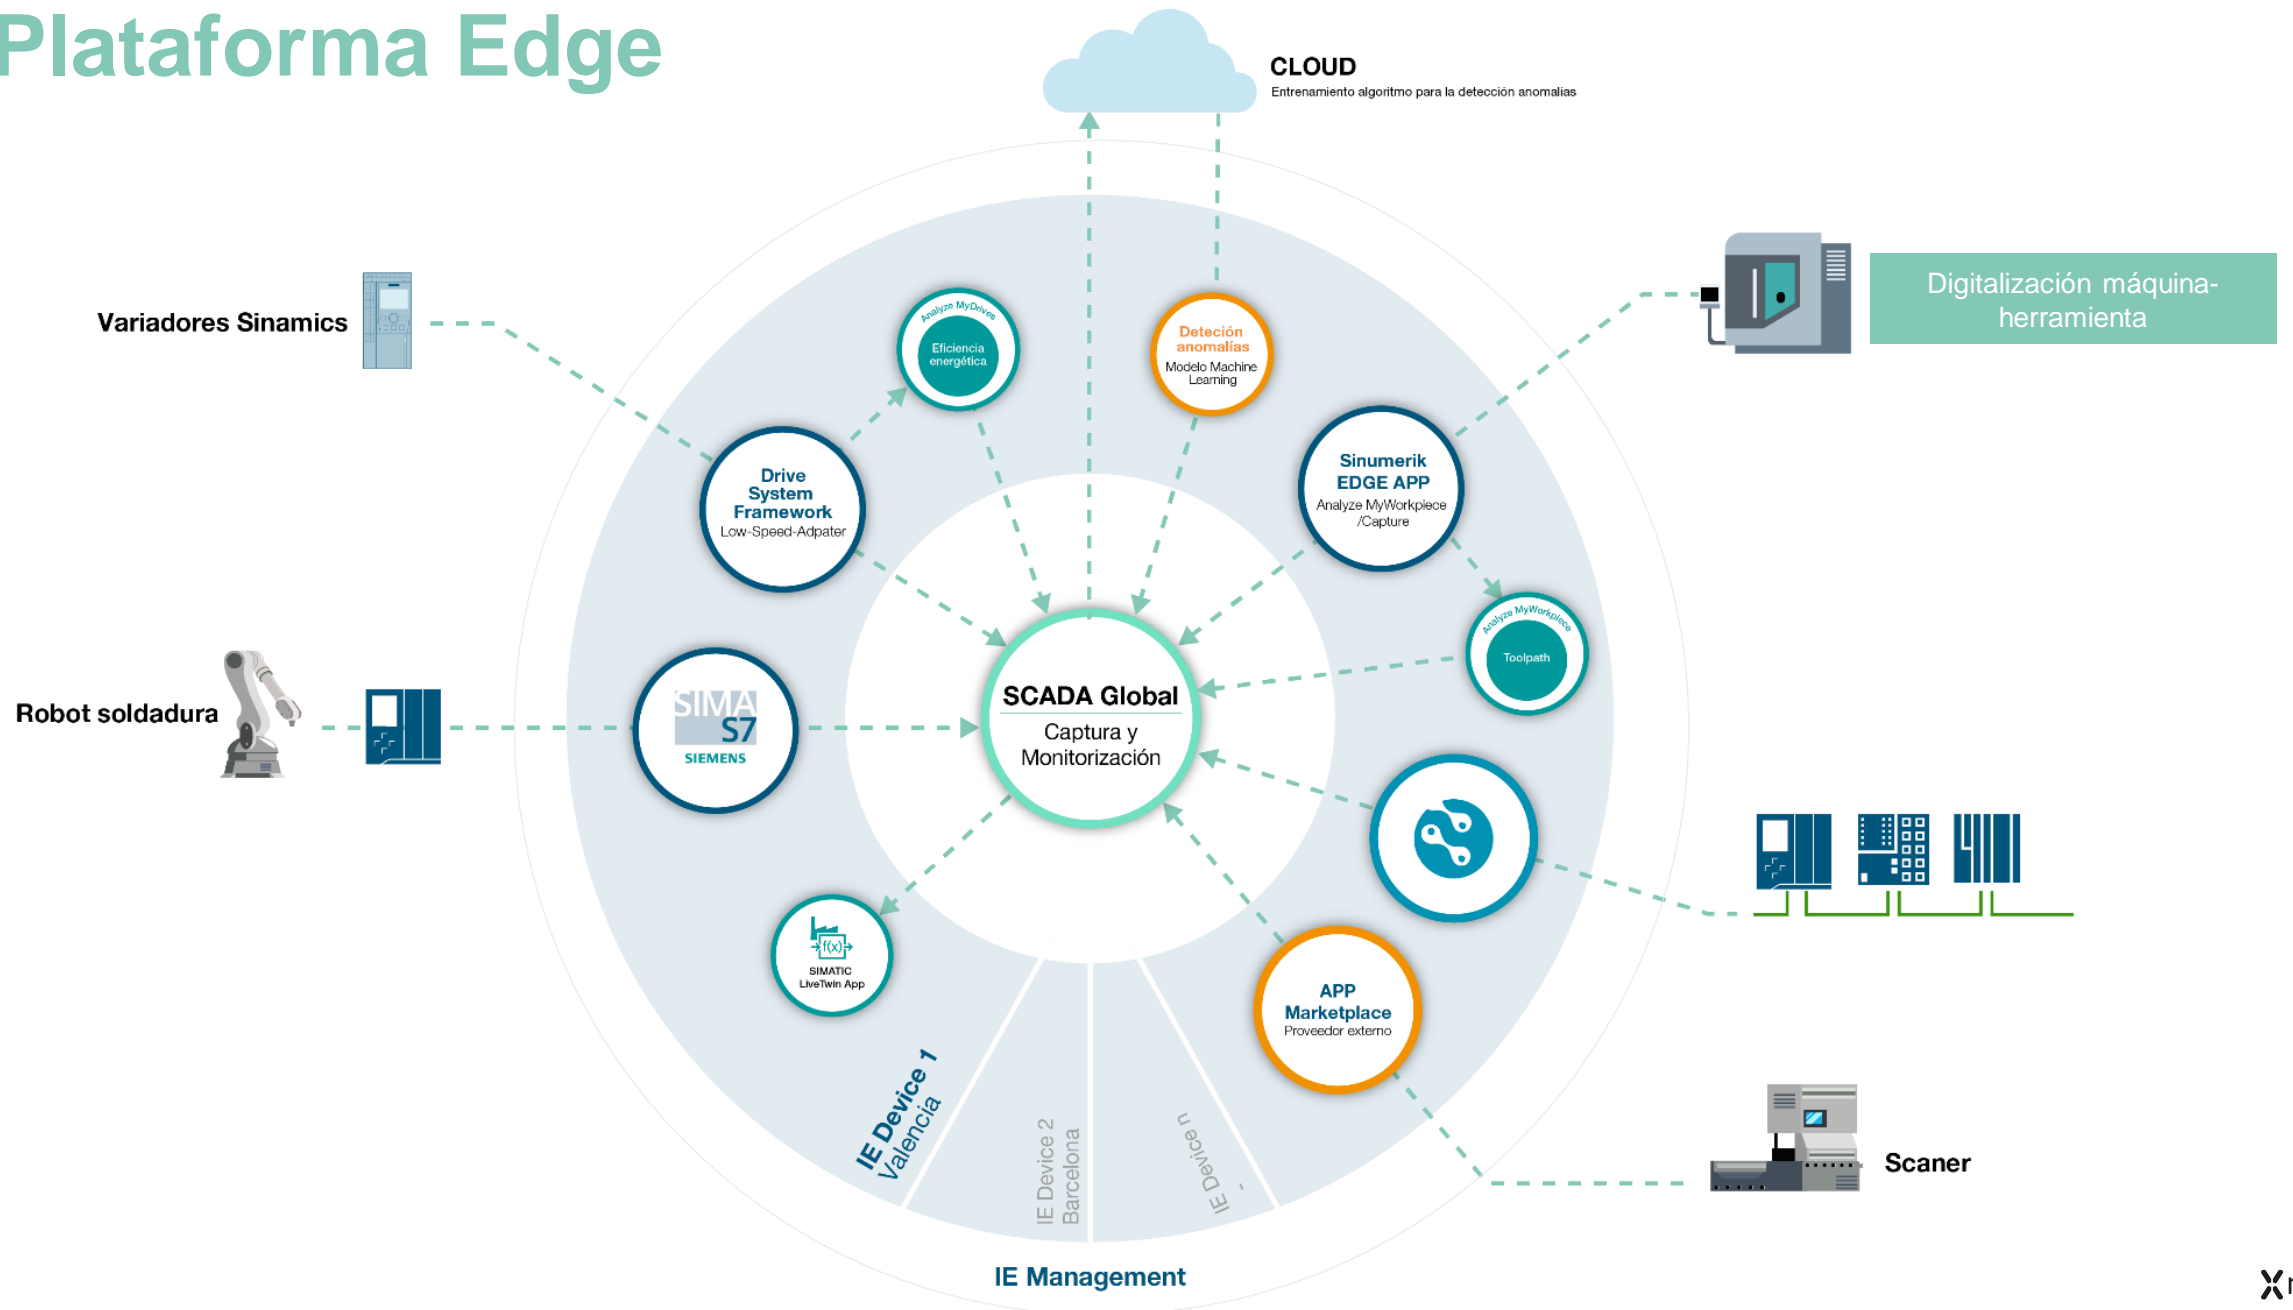 Plataforma Edge
CLOUD
Entrenamiento algoritmo para la detección anomalias
Digitalización máquina-
herramienta
Variadores Sinamics
Analyze MyDrives
Eficiencia
energética
Deteción
anomalías
Modelo Machine
Learning
Drive
System
Framework
Low-Speed-Adpater
Sinumerik
EDGE APP
Analyze MyWorkpiece
/Capture
Analyze MyWorkpiece
Toolpath
Robot soldadura
SIMA
S7
SIEMENS
SCADA Global
Captura y
Monitorización
f(x)
SIMATIC
LiveTwin App
APP
Marketplace
Proveedor externo
IE Device 1
Valencia
IE Device 2
Barcelona
IE Device n
-
Scaner
IE Management